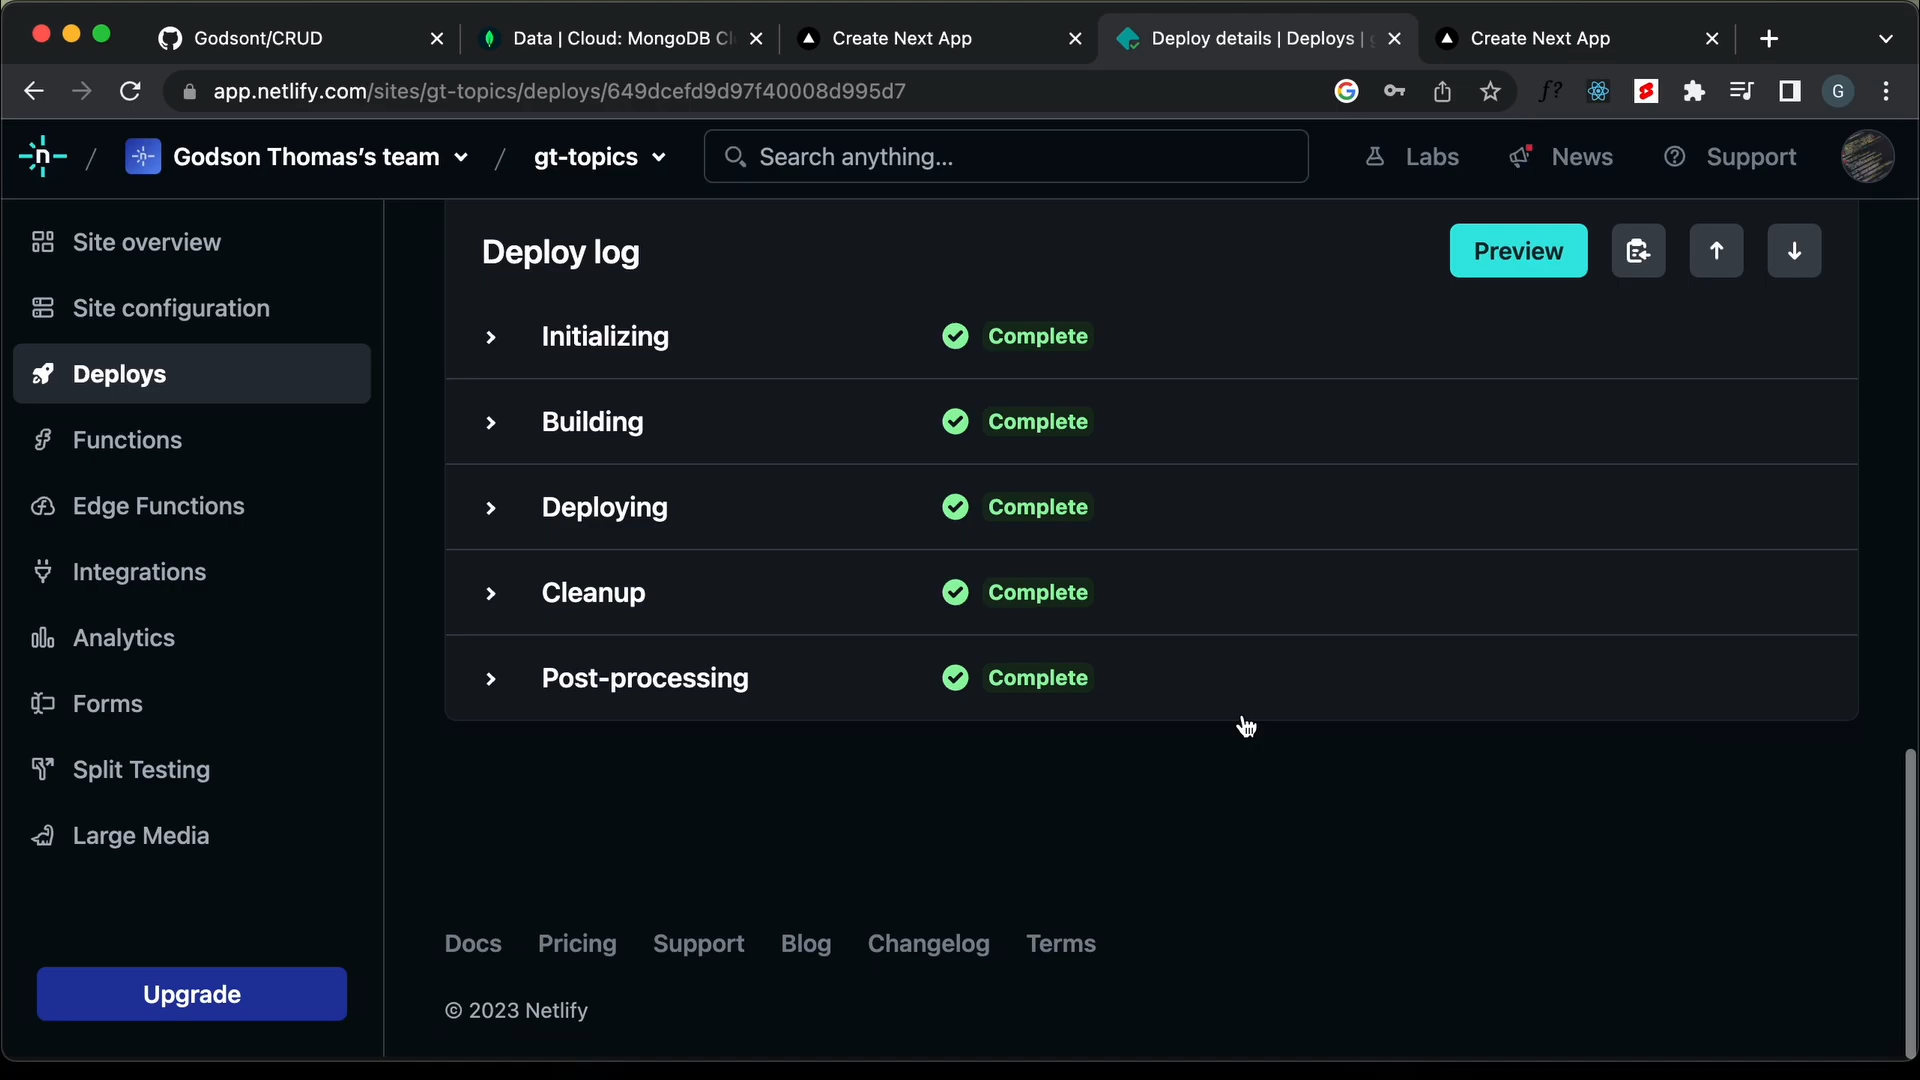 Godsont/CRUD
Data | Cloud: MongoDB Cl
Create Next App
Deploy details | Deploys |
Create Next App
app.netlify.com/sites/gt-topics/deploys/649dcefd9d97f40008d995d7
f?
G
n
/
Godson Thomas's team
/
gt-topics
Search anything...
Labs
News
Support
Site overview
Site configuration
Deploys
Functions
Edge Functions
Integrations
Analytics
Forms
Split Testing
Large Media
Upgrade
Deploy log
Preview
Initializing
Complete
Building
Complete
Deploying
Complete
Cleanup
Complete
Post-processing
Complete
Docs
Pricing
Support
Blog
Changelog
Terms
© 2023 Netlify